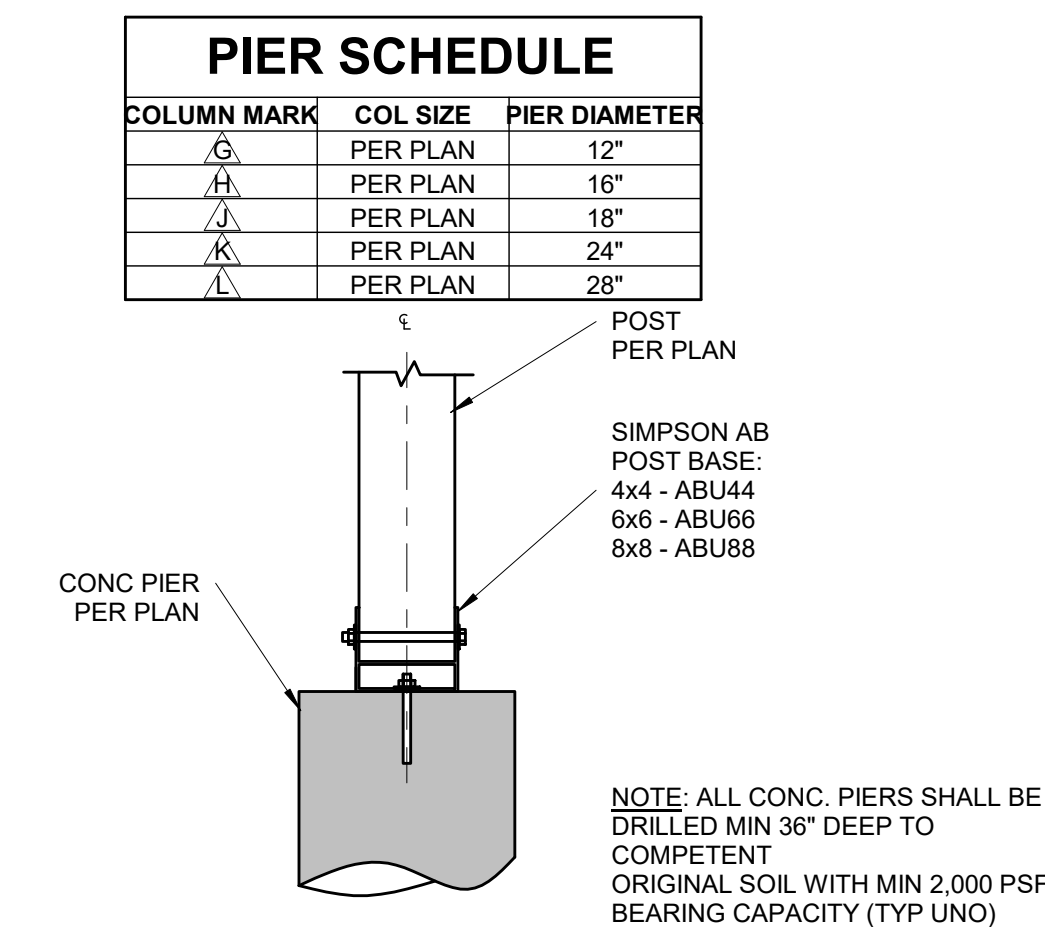 PIER SCHEDULE
COLUMN MARK COL SIZE PIER DIAMETER
G PER PLAN 12"
H PER PLAN 16"
J PER PLAN 18"
K PER PLAN 24"
L PER PLAN 28"
℄
POST
PER PLAN
SIMPSON AB
POST BASE:
4x4 - ABU44
6x6 - ABU66
8x8 - ABU88
CONC PIER
PER PLAN
NOTE: ALL CONC. PIERS SHALL BE
DRILLED MIN 36" DEEP TO
COMPETENT
ORIGINAL SOIL WITH MIN 2,000 PSF
BEARING CAPACITY (TYP UNO)